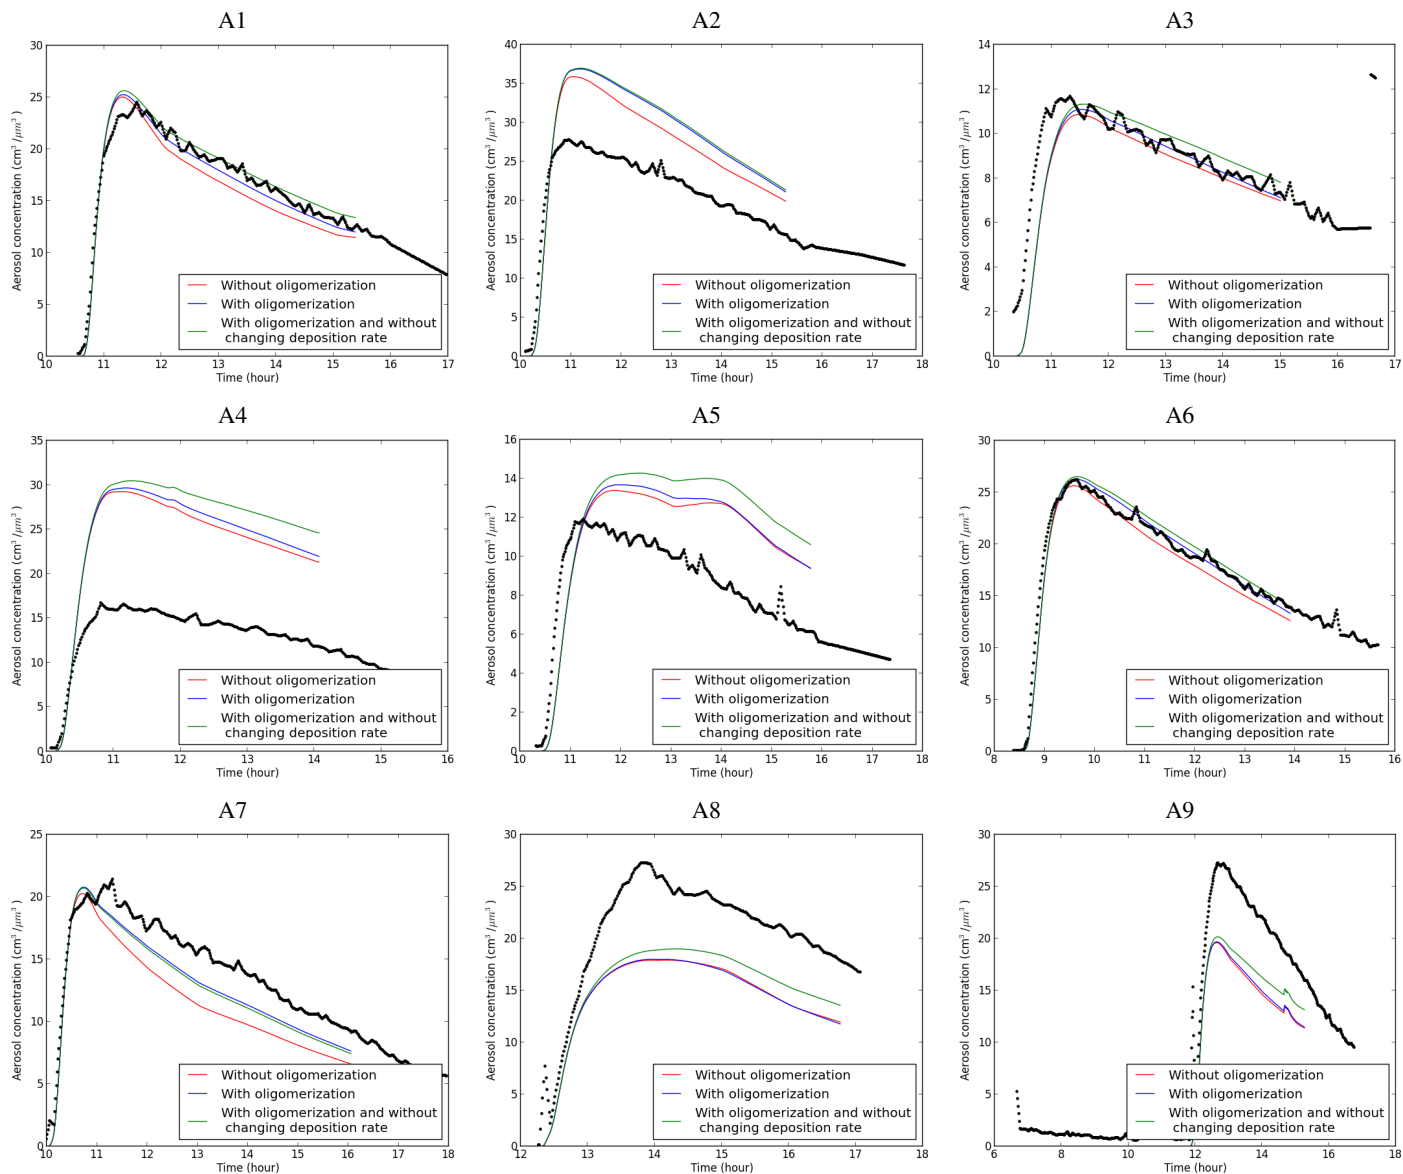 A1
Aerosol concentration (cm³/μm³)
30
25
20
15
10
5
0
Without oligomerization
With oligomerization
With oligomerization and without
changing deposition rate
10 11 12 13 14 15 16 17
Time (hour)
A2
Aerosol concentration (cm³/μm³)
40
35
30
25
20
15
10
5
0
Without oligomerization
With oligomerization
With oligomerization and without
changing deposition rate
10 11 12 13 14 15 16 17 18
Time (hour)
A3
Aerosol concentration (cm³/μm³)
14
12
10
8
6
4
2
0
Without oligomerization
With oligomerization
With oligomerization and without
changing deposition rate
10 11 12 13 14 15 16 17
Time (hour)
A4
Aerosol concentration (cm³/μm³)
35
30
25
20
15
10
5
0
Without oligomerization
With oligomerization
With oligomerization and without
changing deposition rate
10 11 12 13 14 15 16
Time (hour)
A5
Aerosol concentration (cm³/μm³)
16
14
12
10
8
6
4
2
0
Without oligomerization
With oligomerization
With oligomerization and without
changing deposition rate
10 11 12 13 14 15 16 17 18
Time (hour)
A6
Aerosol concentration (cm³/μm³)
30
25
20
15
10
5
0
Without oligomerization
With oligomerization
With oligomerization and without
changing deposition rate
8 9 10 11 12 13 14 15 16
Time (hour)
A7
Aerosol concentration (cm³/μm³)
25
20
15
10
5
0
Without oligomerization
With oligomerization
With oligomerization and without
changing deposition rate
10 11 12 13 14 15 16 17 18
Time (hour)
A8
Aerosol concentration (cm³/μm³)
30
25
20
15
10
5
0
Without oligomerization
With oligomerization
With oligomerization and without
changing deposition rate
12 13 14 15 16 17 18
Time (hour)
A9
Aerosol concentration (cm³/μm³)
30
25
20
15
10
5
0
Without oligomerization
With oligomerization
With oligomerization and without
changing deposition rate
6 8 10 12 14 16 18
Time (hour)